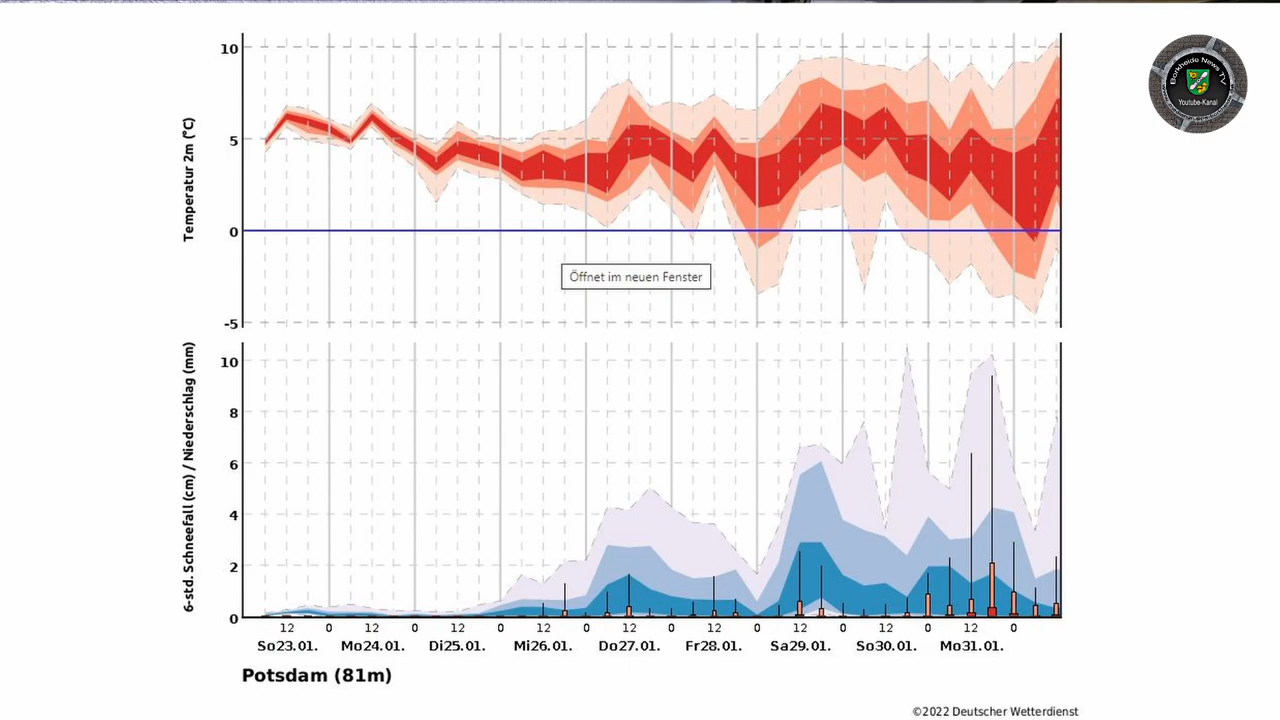 Borkheide News TV
Youtube-Kanal
Temperatur 2m (°C)
10
5
0
-5
Öffnet im neuen Fenster
6-std. Schneefall (cm) / Niederschlag (mm)
10
8
6
4
2
0
12 0 12 0 12 0 12 0 12 0 12 0 12 0 12 0 12 0
So23.01. Mo24.01. Di25.01. Mi26.01. Do27.01. Fr28.01. Sa29.01. So30.01. Mo31.01.
Potsdam (81m)
©2022 Deutscher Wetterdienst